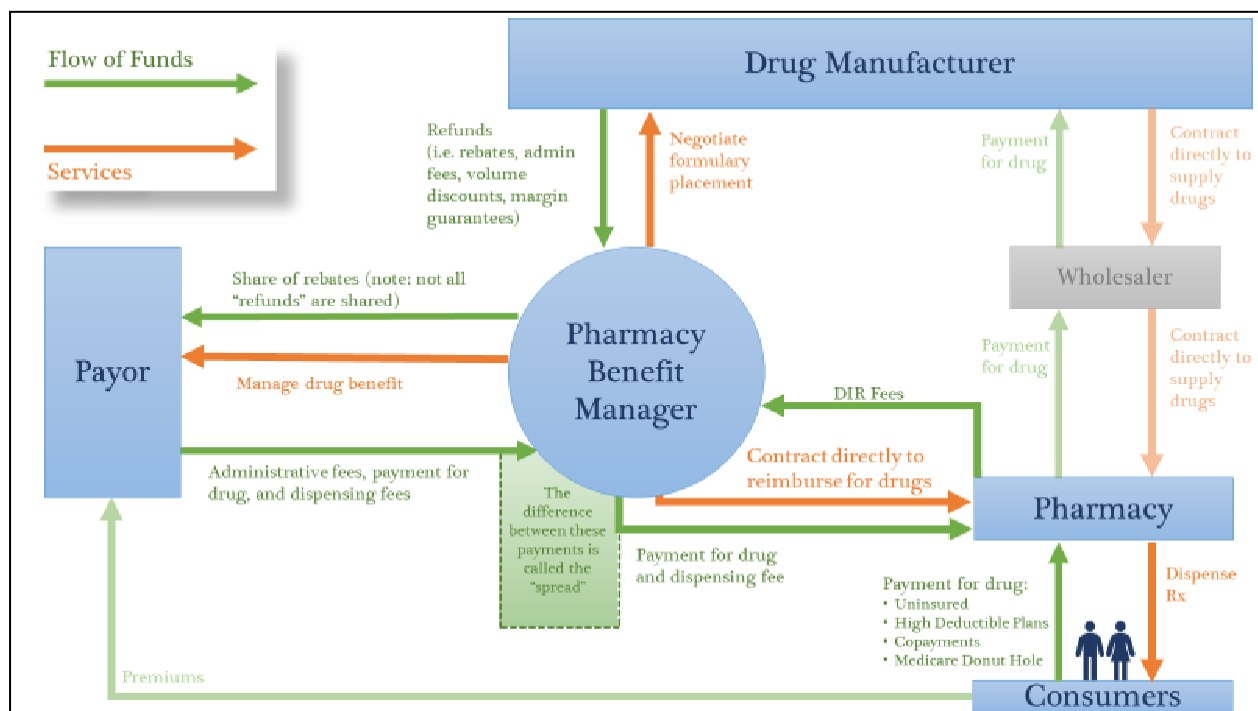 Flow of Funds
Services
Drug Manufacturer
Refunds
(i.e. rebates, admin
fees, volume
discounts, margin
guarantees)
Negotiate
formulary
placement
Payment
for drug
Contract
directly to
supply
drugs
Wholesaler
Share of rebates (note: not all
"refunds" are shared)
Payor
Manage drug benefit
Pharmacy
Benefit
Manager
Payment
for drug
Contract
directly to
supply
drugs
DIR Fees
Administrative fees, payment for
drug, and dispensing fees
Contract directly to
reimburse for drugs
The
difference
between these
payments is
called the
"spread"
Pharmacy
Payment for drug
and dispensing fee
Payment for drug:
• Uninsured
• High Deductible Plans
• Copayments
• Medicare Donut Hole
Dispense
Rx
Premiums
Consumers